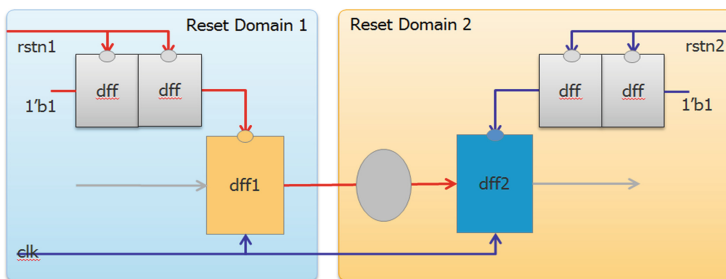 Reset Domain 1
Reset Domain 2
rstn1
rstn2
dff
dff
dff
dff
1'b1
1'b1
dff1
dff2
clk